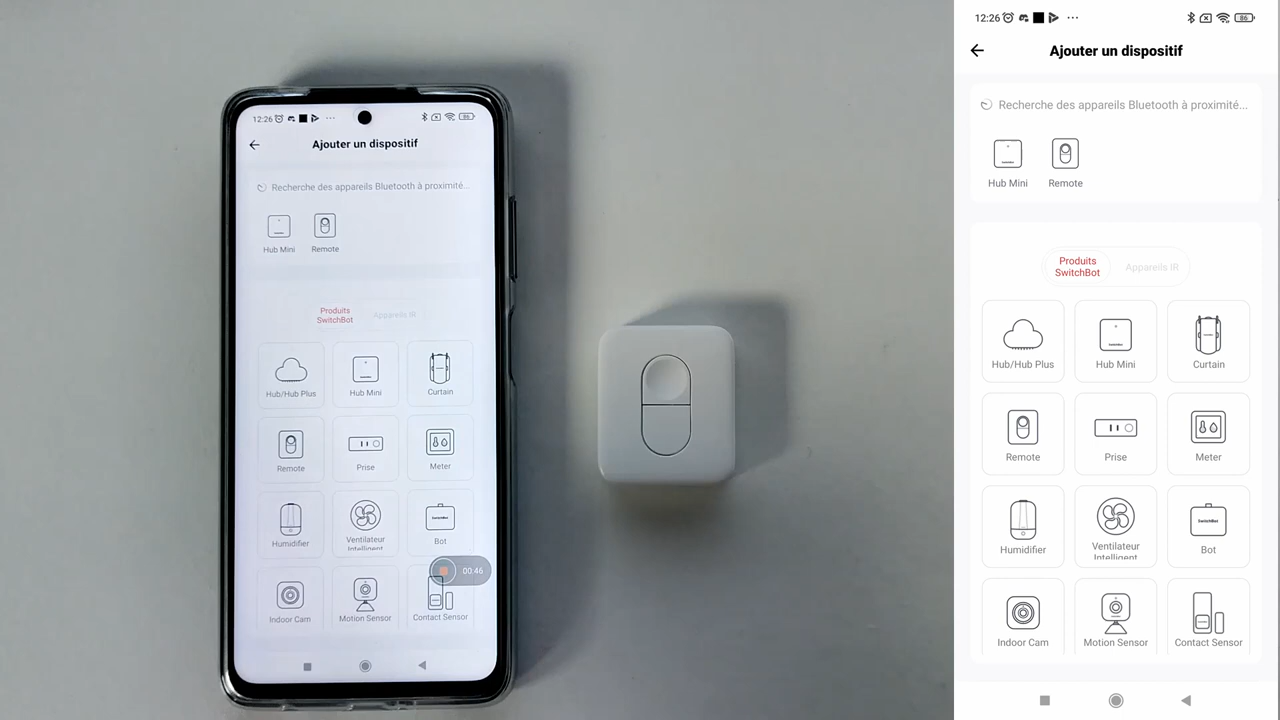 12:26
86
Ajouter un dispositif
Recherche des appareils Bluetooth à proximité...
Hub Mini
Remote
Produits
SwitchBot
Appareils IR
Hub/Hub Plus
Hub Mini
Curtain
Remote
Prise
Meter
Humidifier
Ventilateur
Intelligent
SwitchBot
Bot
00:46
Indoor Cam
Motion Sensor
Contact Sensor
12:26
86
Ajouter un dispositif
Recherche des appareils Bluetooth à proximité...
Hub Mini
Remote
Produits
SwitchBot
Appareils IR
Hub/Hub Plus
SwitchBot
Hub Mini
Curtain
Remote
Prise
Meter
Humidifier
Ventilateur
Intelligent
SwitchBot
Bot
Indoor Cam
Motion Sensor
Contact Sensor